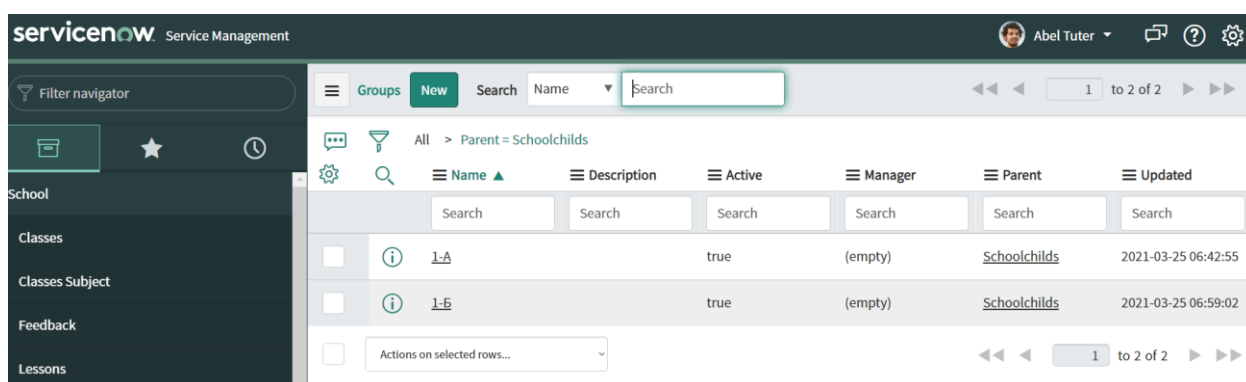 servicenow Service Management
Abel Tuter
Filter navigator
School
Classes
Classes Subject
Feedback
Lessons
Groups New Search Name Search 1 to 2 of 2
All > Parent = Schoolchilds
Name Description Active Manager Parent Updated
Search Search Search Search Search Search
1-А true (empty) Schoolchilds 2021-03-25 06:42:55
1-Б true (empty) Schoolchilds 2021-03-25 06:59:02
Actions on selected rows... 1 to 2 of 2